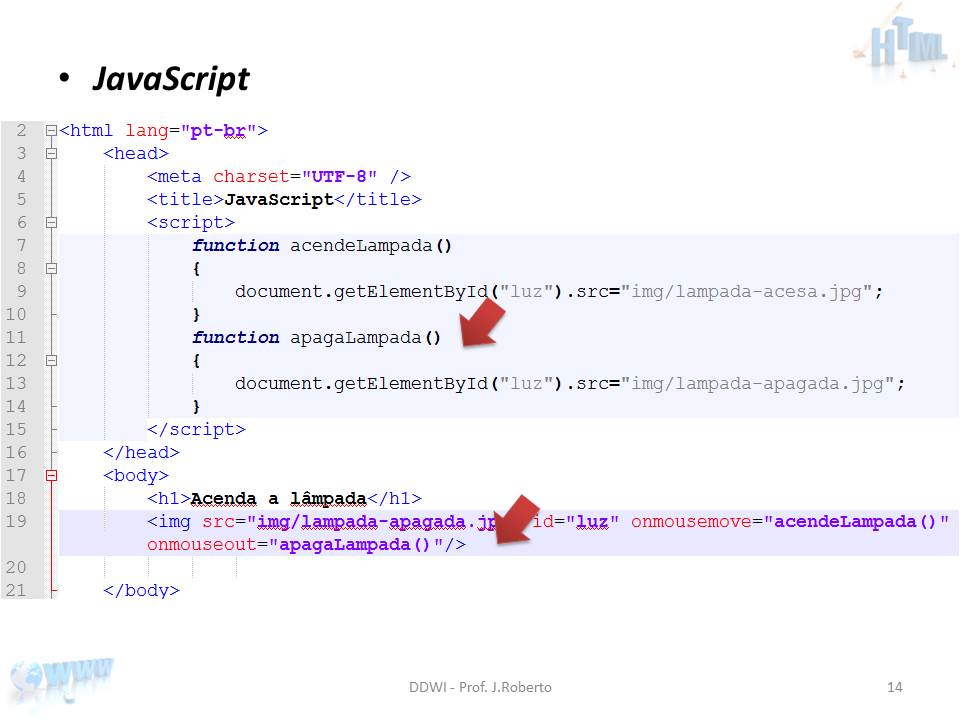 HTML
• JavaScript
2 <html lang="pt-br">
3 <head>
4 <meta charset="UTF-8" />
5 <title>JavaScript</title>
6 <script>
7 function acendeLampada()
8 {
9 document.getElementById("luz").src="img/lampada-acesa.jpg";
10 }
11 function apagaLampada()
12 {
13 document.getElementById("luz").src="img/lampada-apagada.jpg";
14 }
15 </script>
16 </head>
17 <body>
18 <h1>Acenda a lâmpada</h1>
19 <img src="img/lampada-apagada.jp id="luz" onmousemove="acendeLampada()"
onmouseout="apagaLampada()"/>
20
21 </body>
WWW
DDWI - Prof. J.Roberto
14